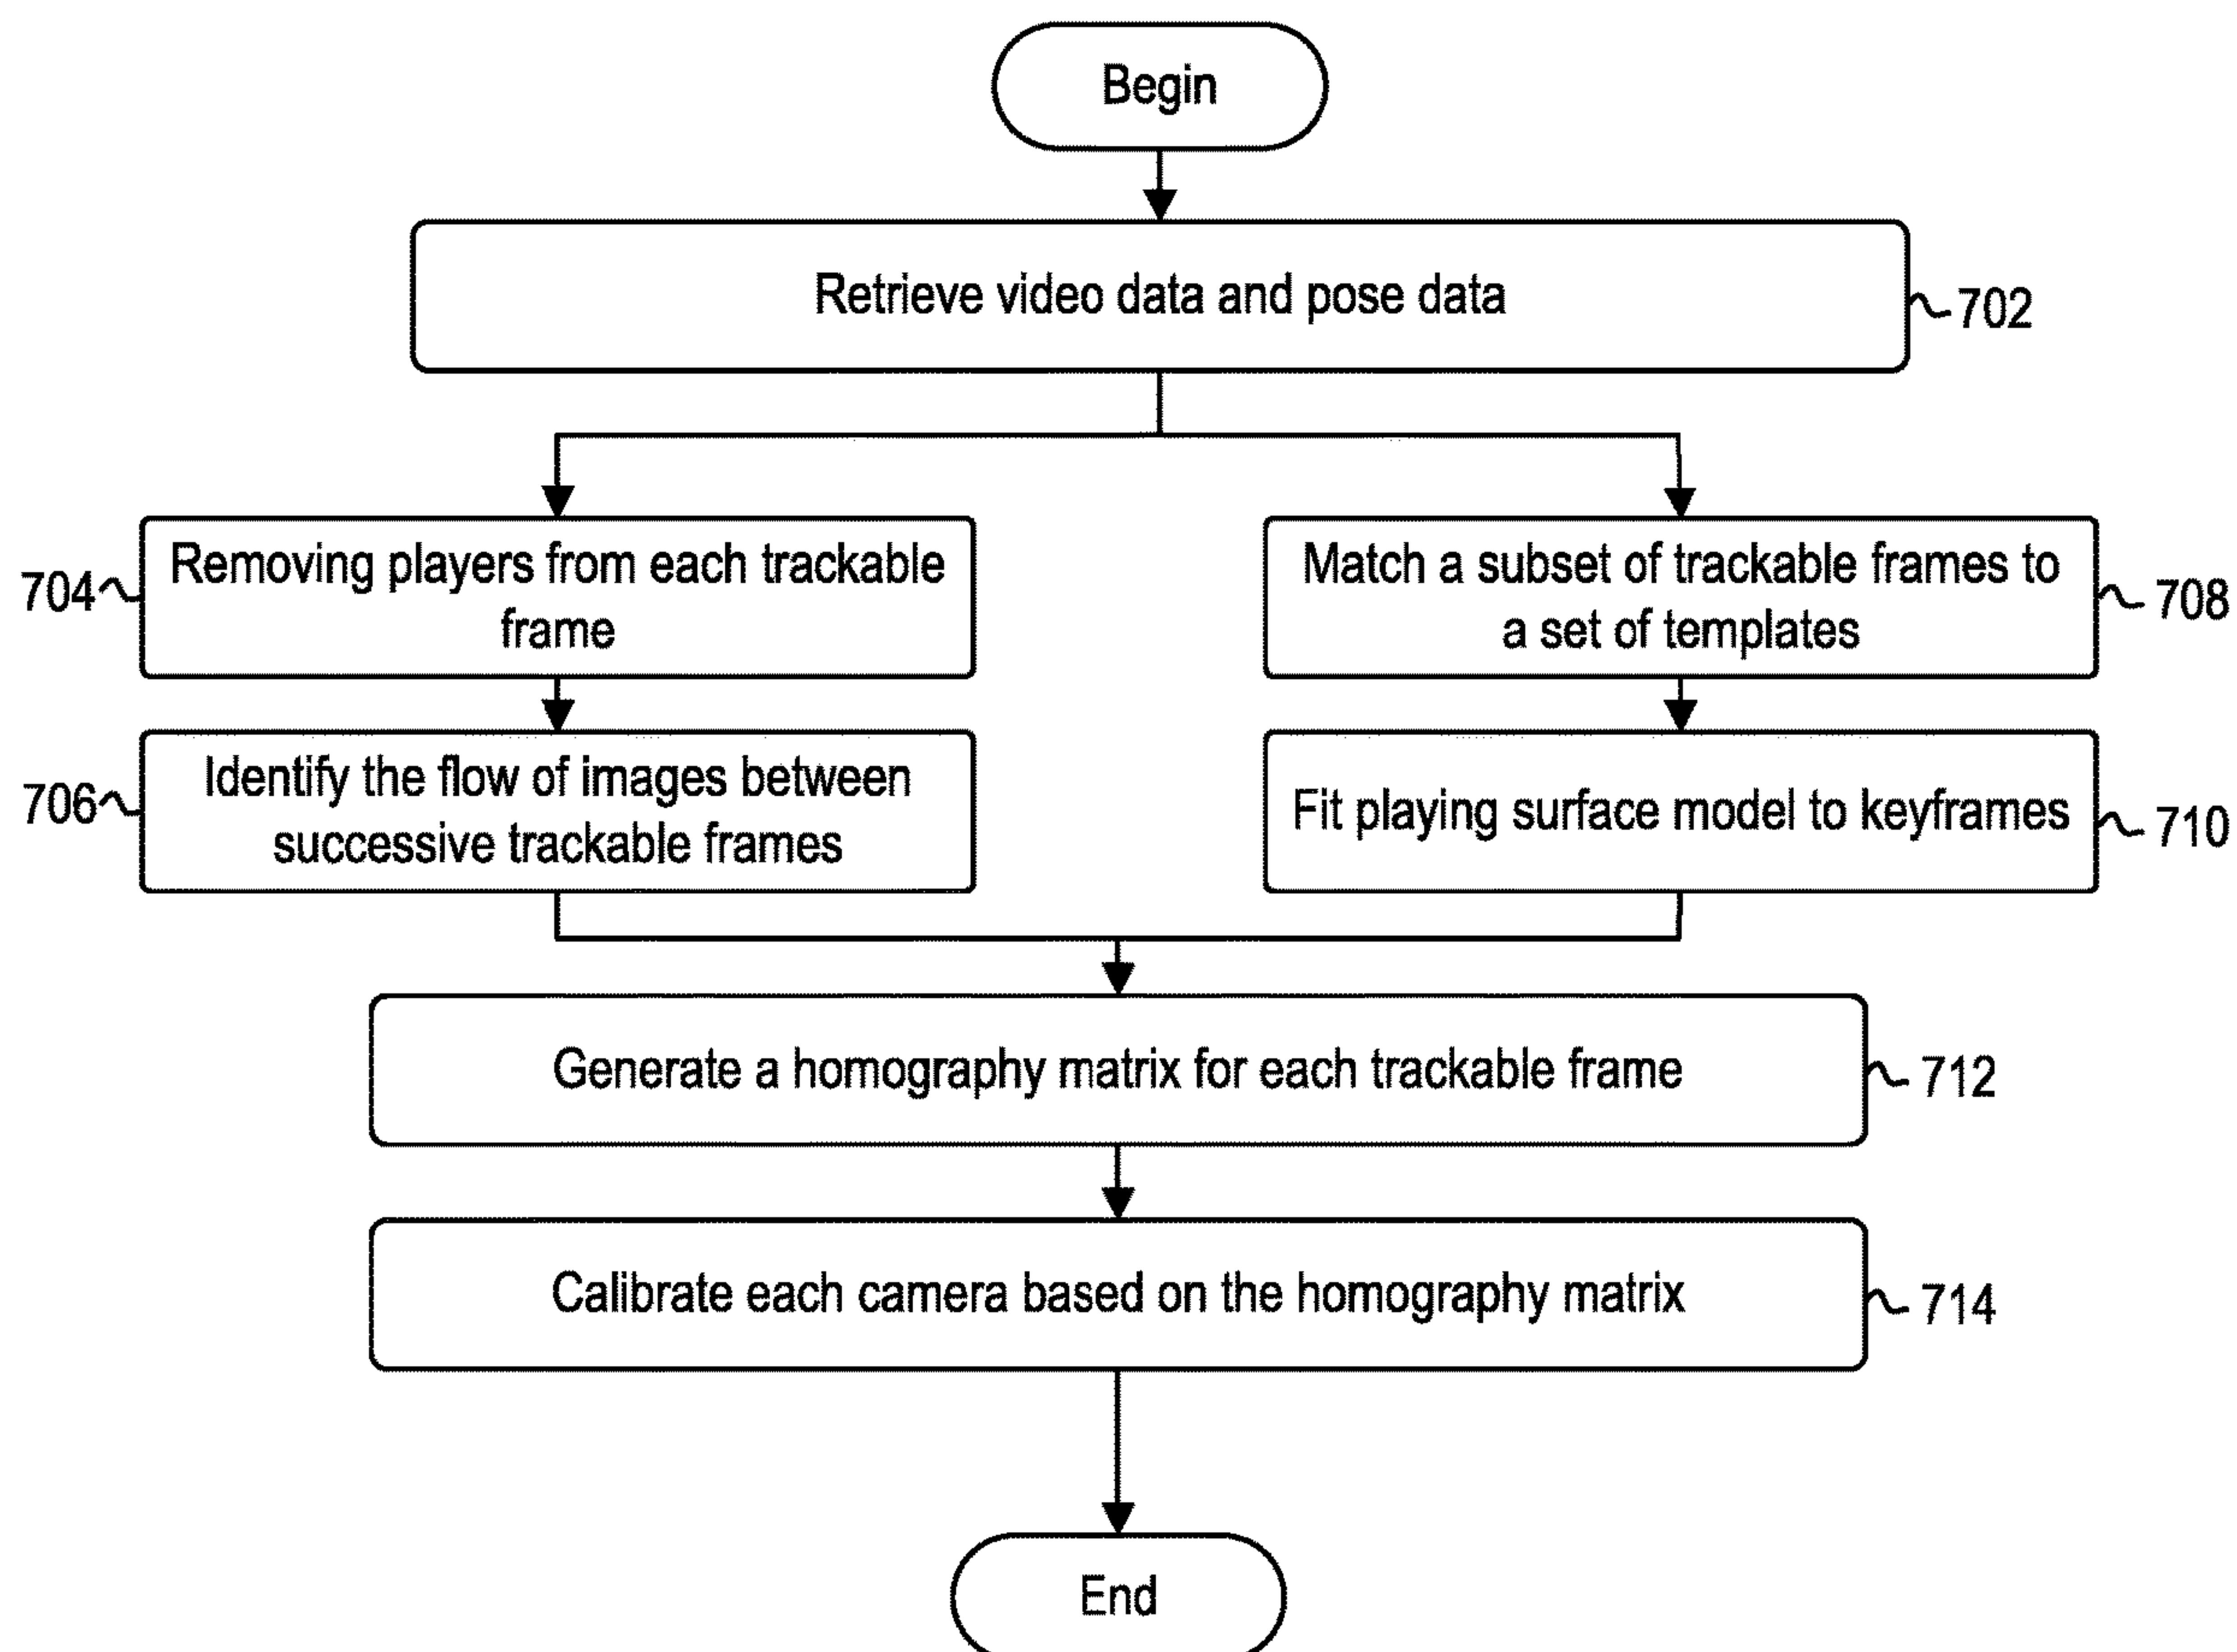 Begin
Retrieve video data and pose data
702
Removing players from each trackable
frame
704
Match a subset of trackable frames to
a set of templates
708
Identify the flow of images between
successive trackable frames
706
Fit playing surface model to keyframes
710
Generate a homography matrix for each trackable frame
712
Calibrate each camera based on the homography matrix
714
End